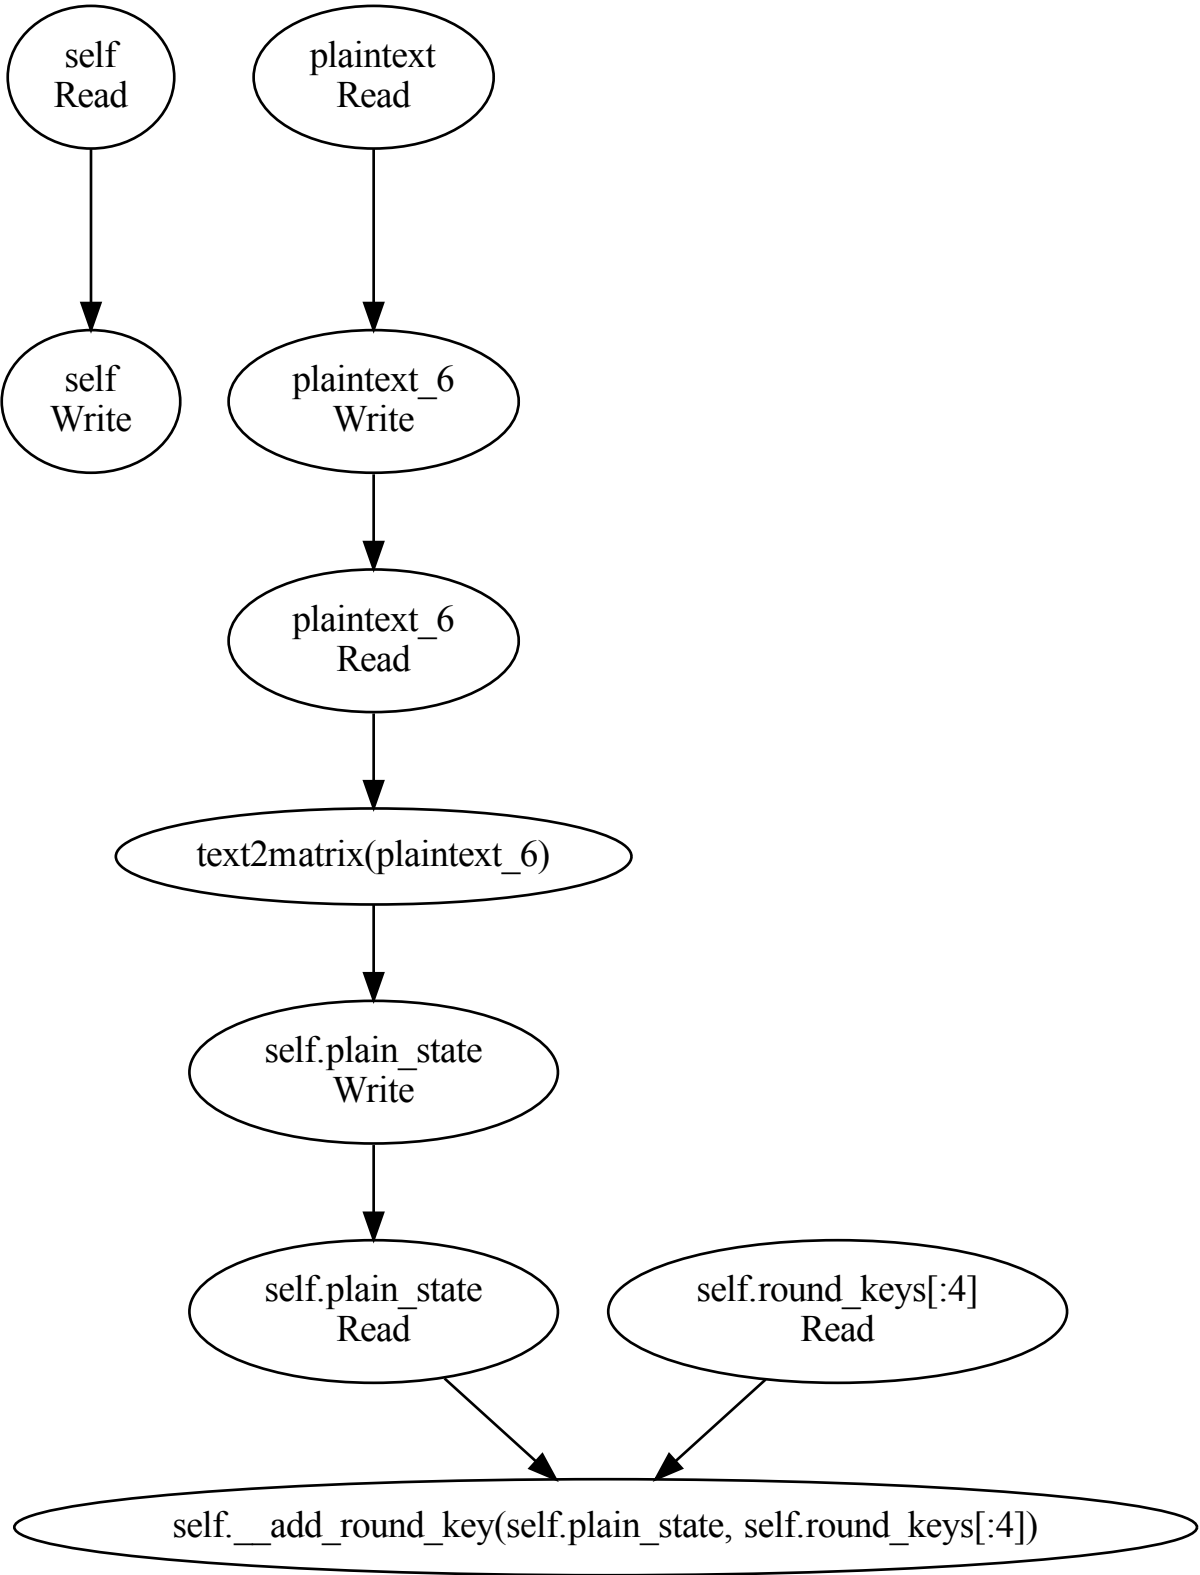 self
Read
plaintext
Read
self
Write
plaintext_6
Write
plaintext_6
Read
text2matrix(plaintext_6)
self.plain_state
Write
self.plain_state
Read
self.round_keys[:4]
Read
self.__add_round_key(self.plain_state, self.round_keys[:4])